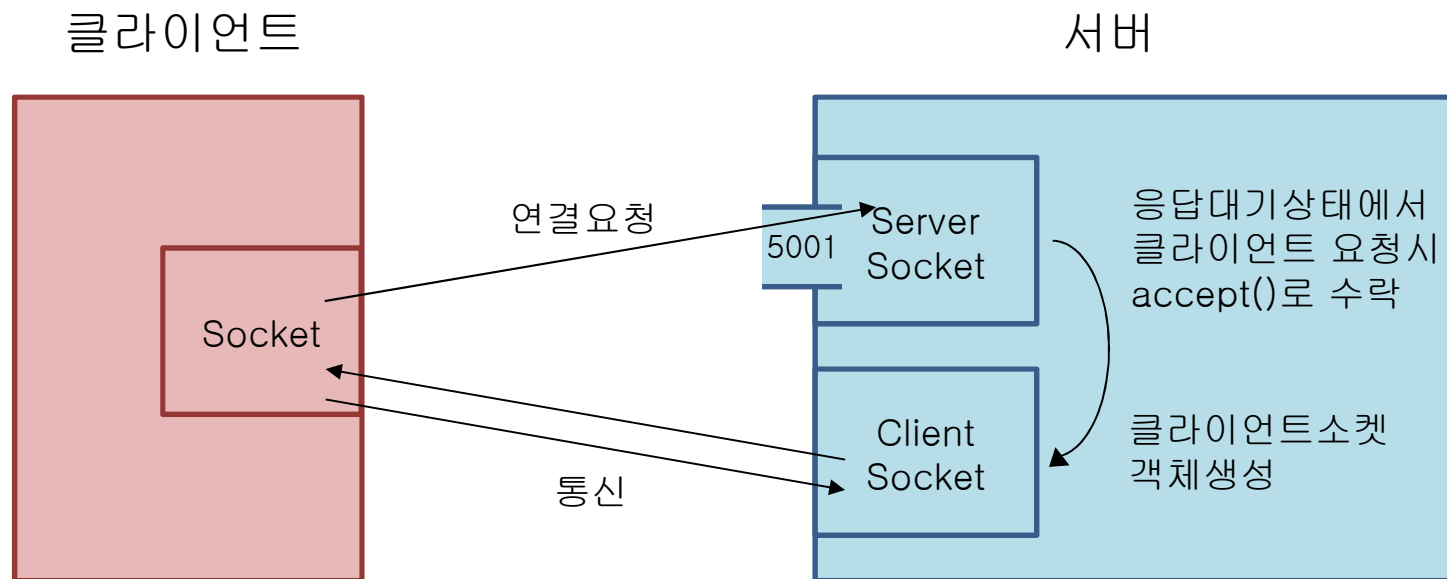 클라이언트
서버
연결요청
5001
Server
Socket
응답대기상태에서
클라이언트 요청시
accept()로 수락
Socket
Client
Socket
클라이언트소켓
객체생성
통신